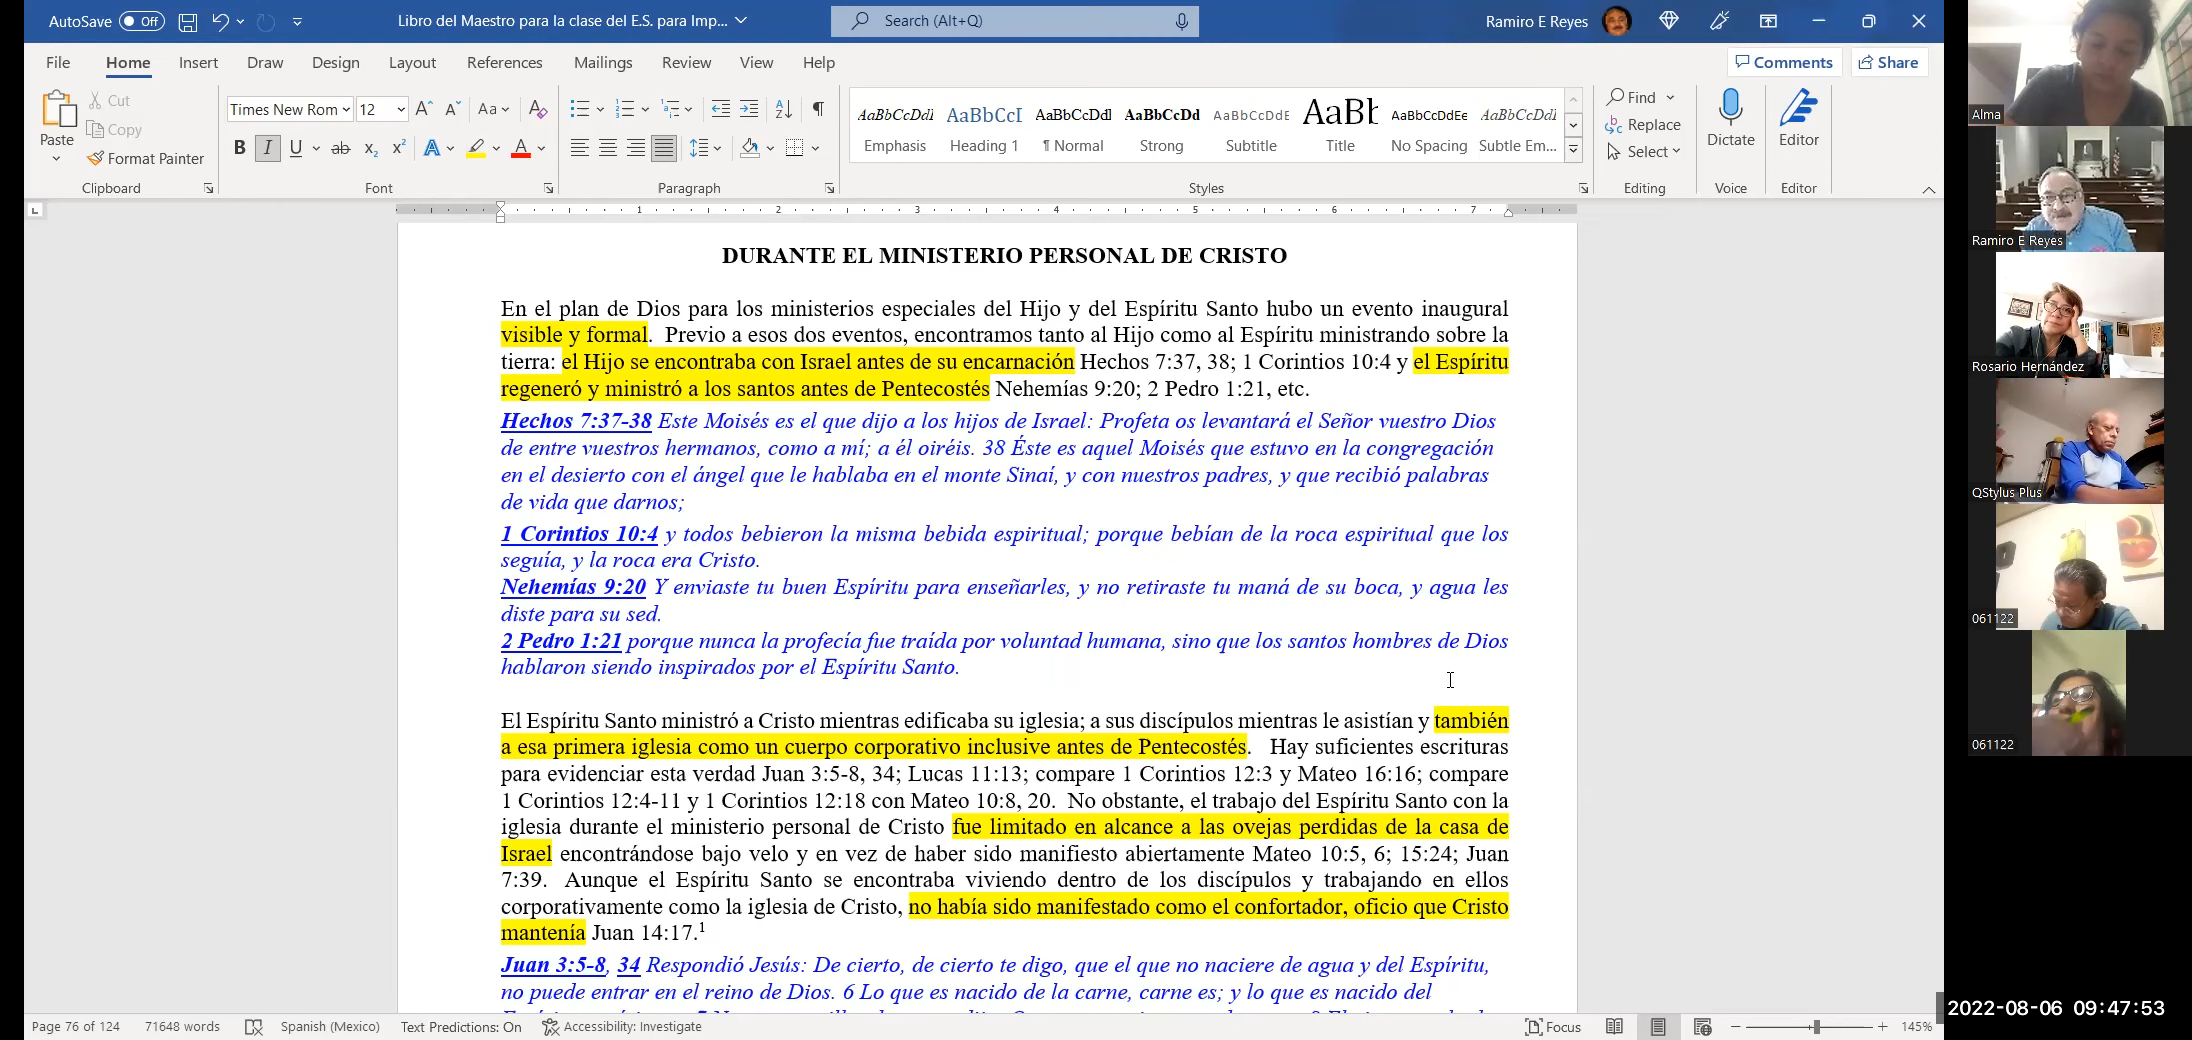 AutoSave Off Libro del Maestro para la clase del E.S. para Imp... Search (Alt+Q) Ramiro E Reyes
File Home Insert Draw Design Layout References Mailings Review View Help Comments Share
Paste Cut Copy Format Painter Clipboard
Times New Rom 12 Aa B I U ab x₂ x² A A Font
Paragraph
AaBbCcDdI AaBbCcI AaBbCcDdI AaBbCcDd AaBbCcDdE AaBb AaBbCcDdEe AaBbCcDdI
Emphasis Heading 1 ¶ Normal Strong Subtitle Title No Spacing Subtle Em...
Styles
Find Replace Select Editing
Dictate Voice
Editor Editor
1 2 3 4 5 6 7
DURANTE EL MINISTERIO PERSONAL DE CRISTO
En el plan de Dios para los ministerios especiales del Hijo y del Espíritu Santo hubo un evento inaugural
visible y formal. Previo a esos dos eventos, encontramos tanto al Hijo como al Espíritu ministrando sobre la
tierra: el Hijo se encontraba con Israel antes de su encarnación Hechos 7:37, 38; 1 Corintios 10:4 y el Espíritu
regeneró y ministró a los santos antes de Pentecostés Nehemías 9:20; 2 Pedro 1:21, etc.
Hechos 7:37-38 Este Moisés es el que dijo a los hijos de Israel: Profeta os levantará el Señor vuestro Dios
de entre vuestros hermanos, como a mí; a él oiréis. 38 Éste es aquel Moisés que estuvo en la congregación
en el desierto con el ángel que le hablaba en el monte Sinaí, y con nuestros padres, y que recibió palabras
de vida que darnos;
1 Corintios 10:4 y todos bebieron la misma bebida espiritual; porque bebían de la roca espiritual que los
seguía, y la roca era Cristo.
Nehemías 9:20 Y enviaste tu buen Espíritu para enseñarles, y no retiraste tu maná de su boca, y agua les
diste para su sed.
2 Pedro 1:21 porque nunca la profecía fue traída por voluntad humana, sino que los santos hombres de Dios
hablaron siendo inspirados por el Espíritu Santo.
El Espíritu Santo ministró a Cristo mientras edificaba su iglesia; a sus discípulos mientras le asistían y también
a esa primera iglesia como un cuerpo corporativo inclusive antes de Pentecostés. Hay suficientes escrituras
para evidenciar esta verdad Juan 3:5-8, 34; Lucas 11:13; compare 1 Corintios 12:3 y Mateo 16:16; compare
1 Corintios 12:4-11 y 1 Corintios 12:18 con Mateo 10:8, 20. No obstante, el trabajo del Espíritu Santo con la
iglesia durante el ministerio personal de Cristo fue limitado en alcance a las ovejas perdidas de la casa de
Israel encontrándose bajo velo y en vez de haber sido manifiesto abiertamente Mateo 10:5, 6; 15:24; Juan
7:39. Aunque el Espíritu Santo se encontraba viviendo dentro de los discípulos y trabajando en ellos
corporativamente como la iglesia de Cristo, no había sido manifestado como el confortador, oficio que Cristo
mantenía Juan 14:17.¹
Juan 3:5-8, 34 Respondió Jesús: De cierto, de cierto te digo, que el que no naciere de agua y del Espíritu,
no puede entrar en el reino de Dios. 6 Lo que es nacido de la carne, carne es; y lo que es nacido del
Page 76 of 124 71648 words Spanish (Mexico) Text Predictions: On Accessibility: Investigate Focus 145%
Alma
Ramiro E Reyes
Rosario Hernández
QStylus Plus
061122
061122
2022-08-06 09:47:53